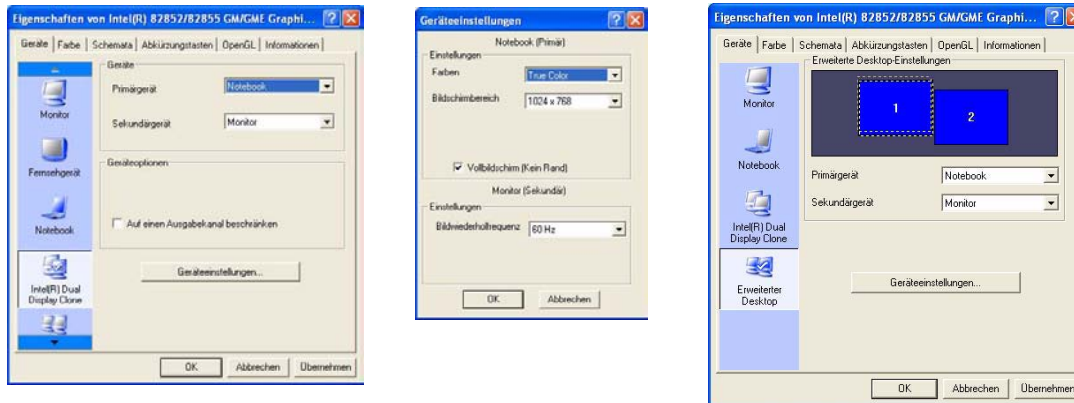 Eigenschaften von Intel(R) 82852/82855 GM/GME Graphi...
Geräte Farbe Schemata Abkürzungstasten OpenGL Informationen
Monitor
Fernsehgerät
Notebook
Intel(R) Dual
Display Clone
Geräte
Primärgerät Notebook
Sekundärgerät Monitor
Geräteoptionen
Auf einen Ausgabekanal beschränken
Geräteeinstellungen...
OK Abbrechen Übernehmen
Geräteeinstellungen
Notebook (Primär)
Einstellungen
Farben True Color
Bildschirmbereich 1024 x 768
Vollbildschirm (Kein Rand)
Monitor (Sekundär)
Einstellungen
Bildwiederholfrequenz 60 Hz
OK Abbrechen
Eigenschaften von Intel(R) 82852/82855 GM/GME Graphi...
Geräte Farbe Schemata Abkürzungstasten OpenGL Informationen
Monitor
Notebook
Intel(R) Dual
Display Clone
Erweiterter
Desktop
Erweiterte Desktop-Einstellungen
1
2
Primärgerät Notebook
Sekundärgerät Monitor
Geräteeinstellungen...
OK Abbrechen Übernehmen